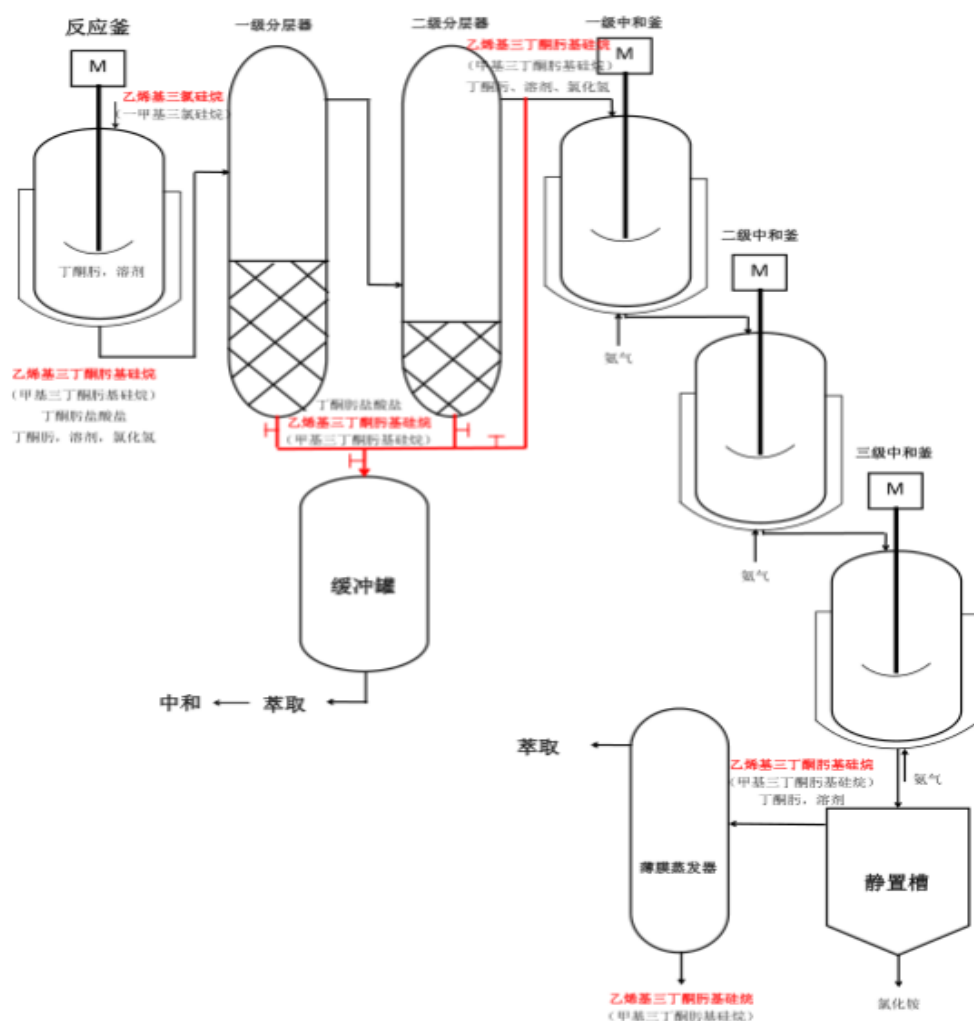 反应釜
M
乙烯基三氯硅烷
（一甲基三氯硅烷）
丁酮肟，溶剂
乙烯基三丁酮肟基硅烷
（甲基三丁酮肟基硅烷）
丁酮肟盐酸盐
丁酮肟，溶剂，氯化氢
一级分层器
二级分层器
乙烯基三丁酮肟基硅烷
（甲基三丁酮肟基硅烷）
丁酮肟、溶剂、氯化氢
丁酮肟盐酸盐
乙烯基三丁酮肟基硅烷
（甲基三丁酮肟基硅烷）
一级中和釜
M
氨气
二级中和釜
M
氨气
三级中和釜
M
氨气
缓冲罐
中和
萃取
萃取
乙烯基三丁酮肟基硅烷
（甲基三丁酮肟基硅烷）
丁酮肟，溶剂
薄膜蒸发器
静置槽
乙烯基三丁酮肟基硅烷
（甲基三丁酮肟基硅烷）
氯化铵